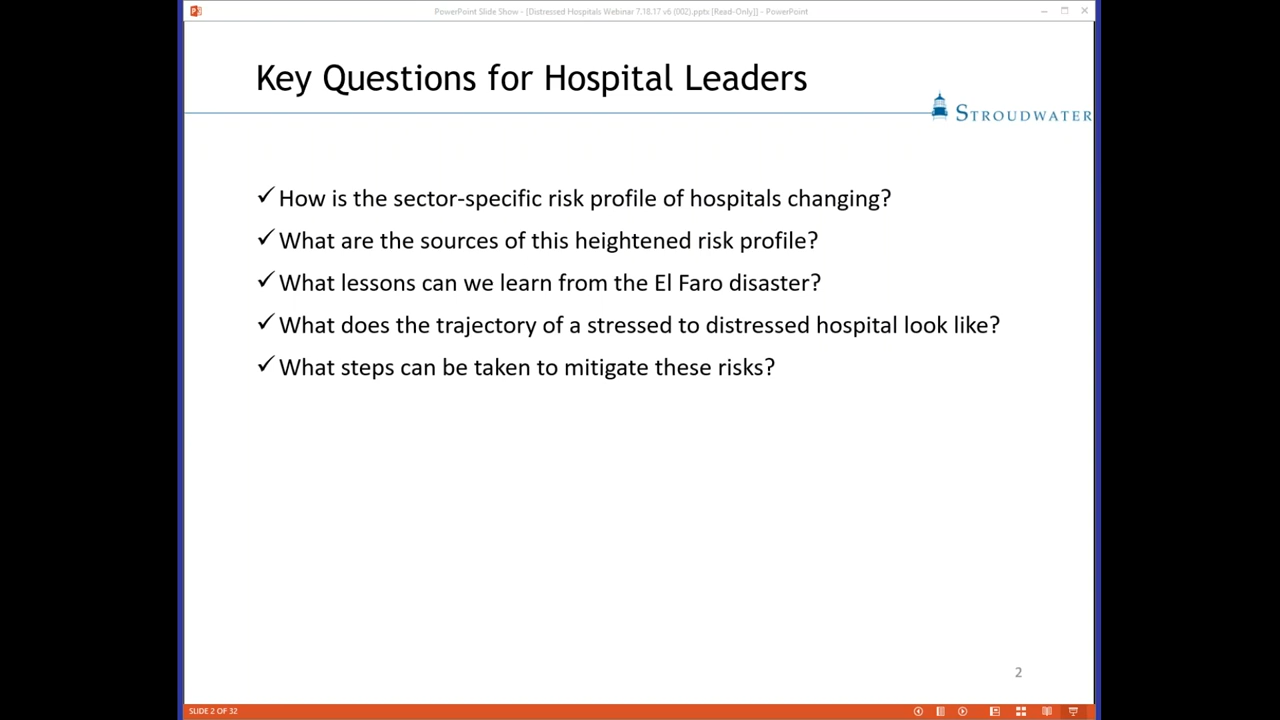 PowerPoint Slide Show - [Distressed Hospitals Webinar 7.18.17 v6 (002).pptx [Read-Only]] - PowerPoint
Key Questions for Hospital Leaders
STROUDWATER
✓ How is the sector-specific risk profile of hospitals changing?
✓ What are the sources of this heightened risk profile?
✓ What lessons can we learn from the El Faro disaster?
✓ What does the trajectory of a stressed to distressed hospital look like?
✓ What steps can be taken to mitigate these risks?
2
SLIDE 2 OF 32